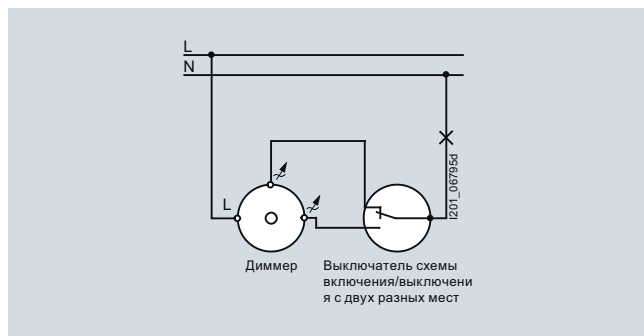 L
N
I201_06795d
L
Диммер
Выключатель схемы
включения/выключени
я с двух разных мест